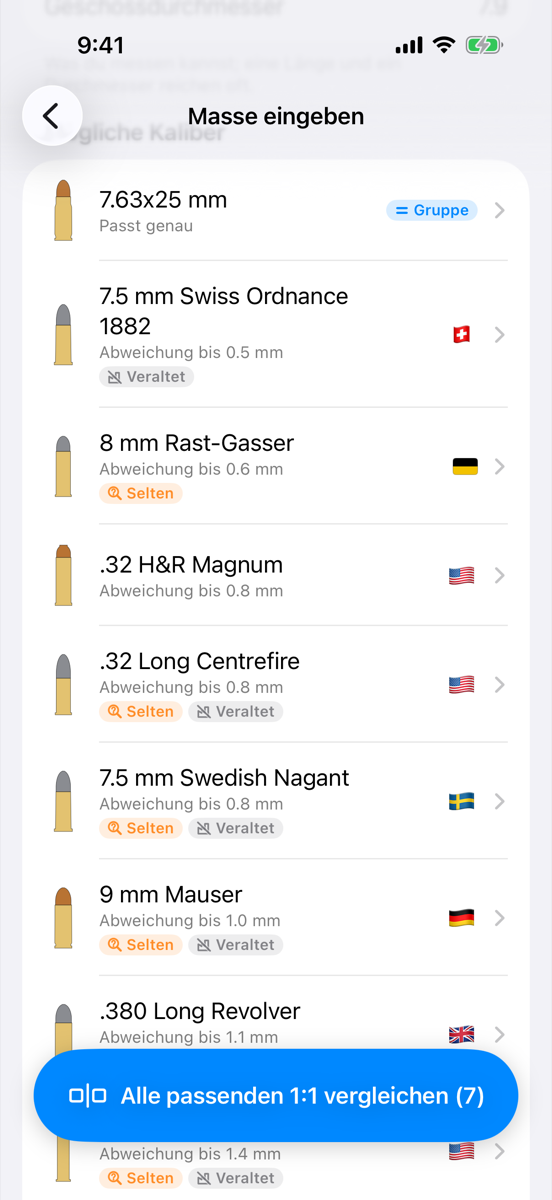 Geschossdurchmesser 7.9
9:41
Masse eingeben
7.63x25 mm
Passt genau
= Gruppe
7.5 mm Swiss Ordnance
1882
Abweichung bis 0.5 mm
Veraltet
8 mm Rast-Gasser
Abweichung bis 0.6 mm
Selten
.32 H&R Magnum
Abweichung bis 0.8 mm
.32 Long Centrefire
Abweichung bis 0.8 mm
Selten Veraltet
7.5 mm Swedish Nagant
Abweichung bis 0.8 mm
Selten Veraltet
9 mm Mauser
Abweichung bis 1.0 mm
Selten Veraltet
.380 Long Revolver
Abweichung bis 1.1 mm
Alle passenden 1:1 vergleichen (7)
Abweichung bis 1.4 mm
Selten Veraltet